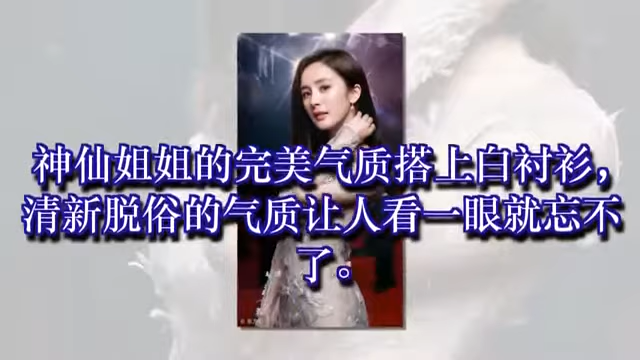 神仙姐姐的完美气质搭上白衬衫，
清新脱俗的气质让人看一眼就忘不
了。